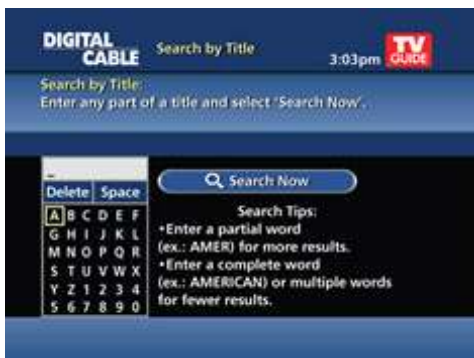 DIGITAL
CABLE
Search by Title
3:03pm
TV
GUIDE
Search by Title:
Enter any part of a title and select 'Search Now'.
_
Delete Space
A B C D E F
G H I J K L
M N O P Q R
S T U V W X
Y Z 1 2 3 4
5 6 7 8 9 0
Search Now
Search Tips:
•Enter a partial word
(ex.: AMER) for more results.
•Enter a complete word
(ex.: AMERICAN) or multiple words
for fewer results.